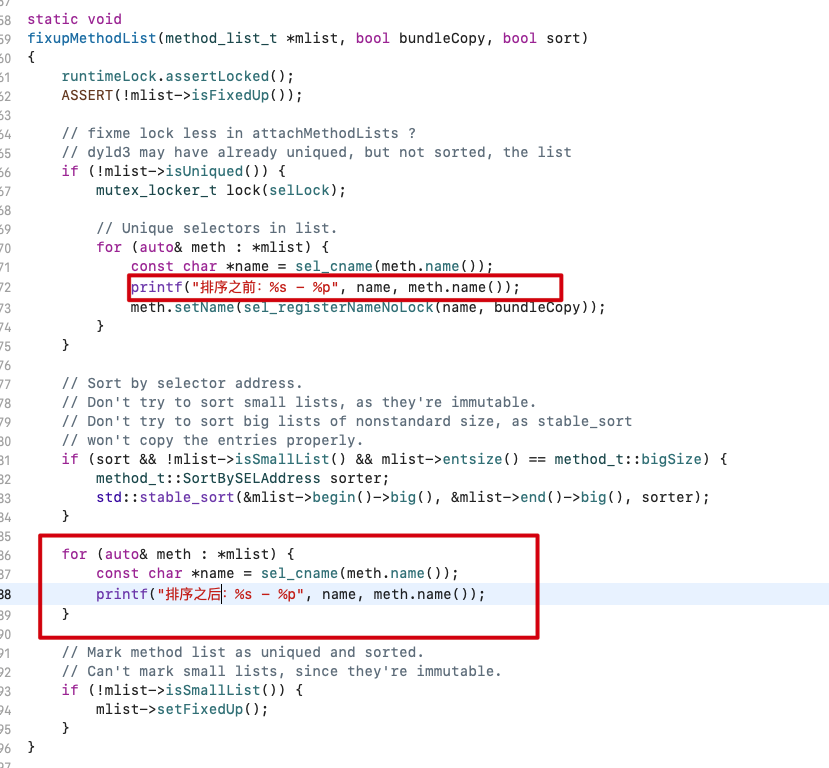 57
58 static void
59 fixupMethodList(method_list_t *mlist, bool bundleCopy, bool sort)
60 {
61     runtimeLock.assertLocked();
62     ASSERT(!mlist->isFixedUp());
63
64     // fixme lock less in attachMethodLists ?
65     // dyld3 may have already uniqued, but not sorted, the list
66     if (!mlist->isUniqued()) {
67         mutex_locker_t lock(selLock);
68
69         // Unique selectors in list.
70         for (auto& meth : *mlist) {
71             const char *name = sel_cname(meth.name());
72             printf("排序之前：%s - %p", name, meth.name());
73             meth.setName(sel_registerNameNoLock(name, bundleCopy));
74         }
75     }
76
77     // Sort by selector address.
78     // Don't try to sort small lists, as they're immutable.
79     // Don't try to sort big lists of nonstandard size, as stable_sort
80     // won't copy the entries properly.
81     if (sort && !mlist->isSmallList() && mlist->entsize() == method_t::bigSize) {
82         method_t::SortBySELAddress sorter;
83         std::stable_sort(&mlist->begin()->big(), &mlist->end()->big(), sorter);
84     }
85
86     for (auto& meth : *mlist) {
87         const char *name = sel_cname(meth.name());
88         printf("排序之后：%s - %p", name, meth.name());
89     }
90
91     // Mark method list as uniqued and sorted.
92     // Can't mark small lists, since they're immutable.
93     if (!mlist->isSmallList()) {
94         mlist->setFixedUp();
95     }
96 }
97